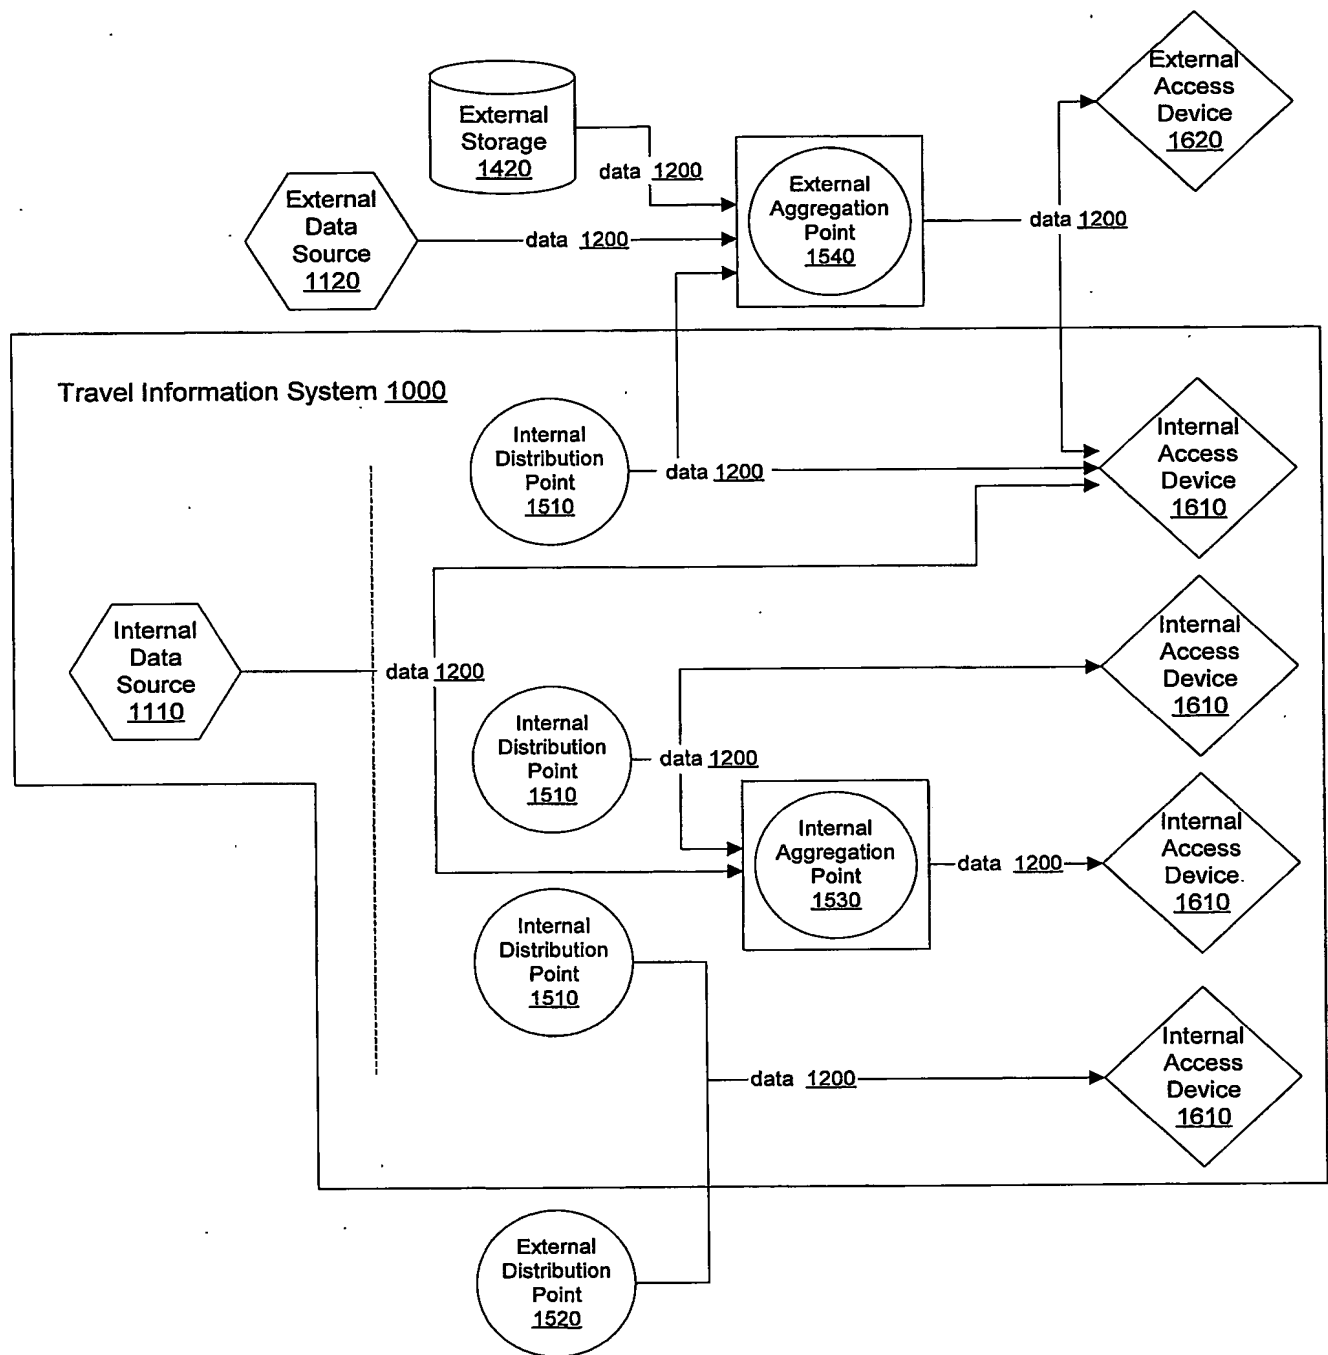 External
Access
Device
1620
External
Storage
1420
data 1200
External
Aggregation
Point
1540
External
Data
Source
1120
data 1200
data 1200
Travel Information System 1000
Internal
Distribution
Point
1510
data 1200
Internal
Access
Device
1610
Internal
Data
Source
1110
data 1200
Internal
Access
Device
1610
Internal
Distribution
Point
1510
data 1200
Internal
Aggregation
Point
1530
data 1200
Internal
Access
Device
1610
Internal
Distribution
Point
1510
data 1200
Internal
Access
Device
1610
External
Distribution
Point
1520